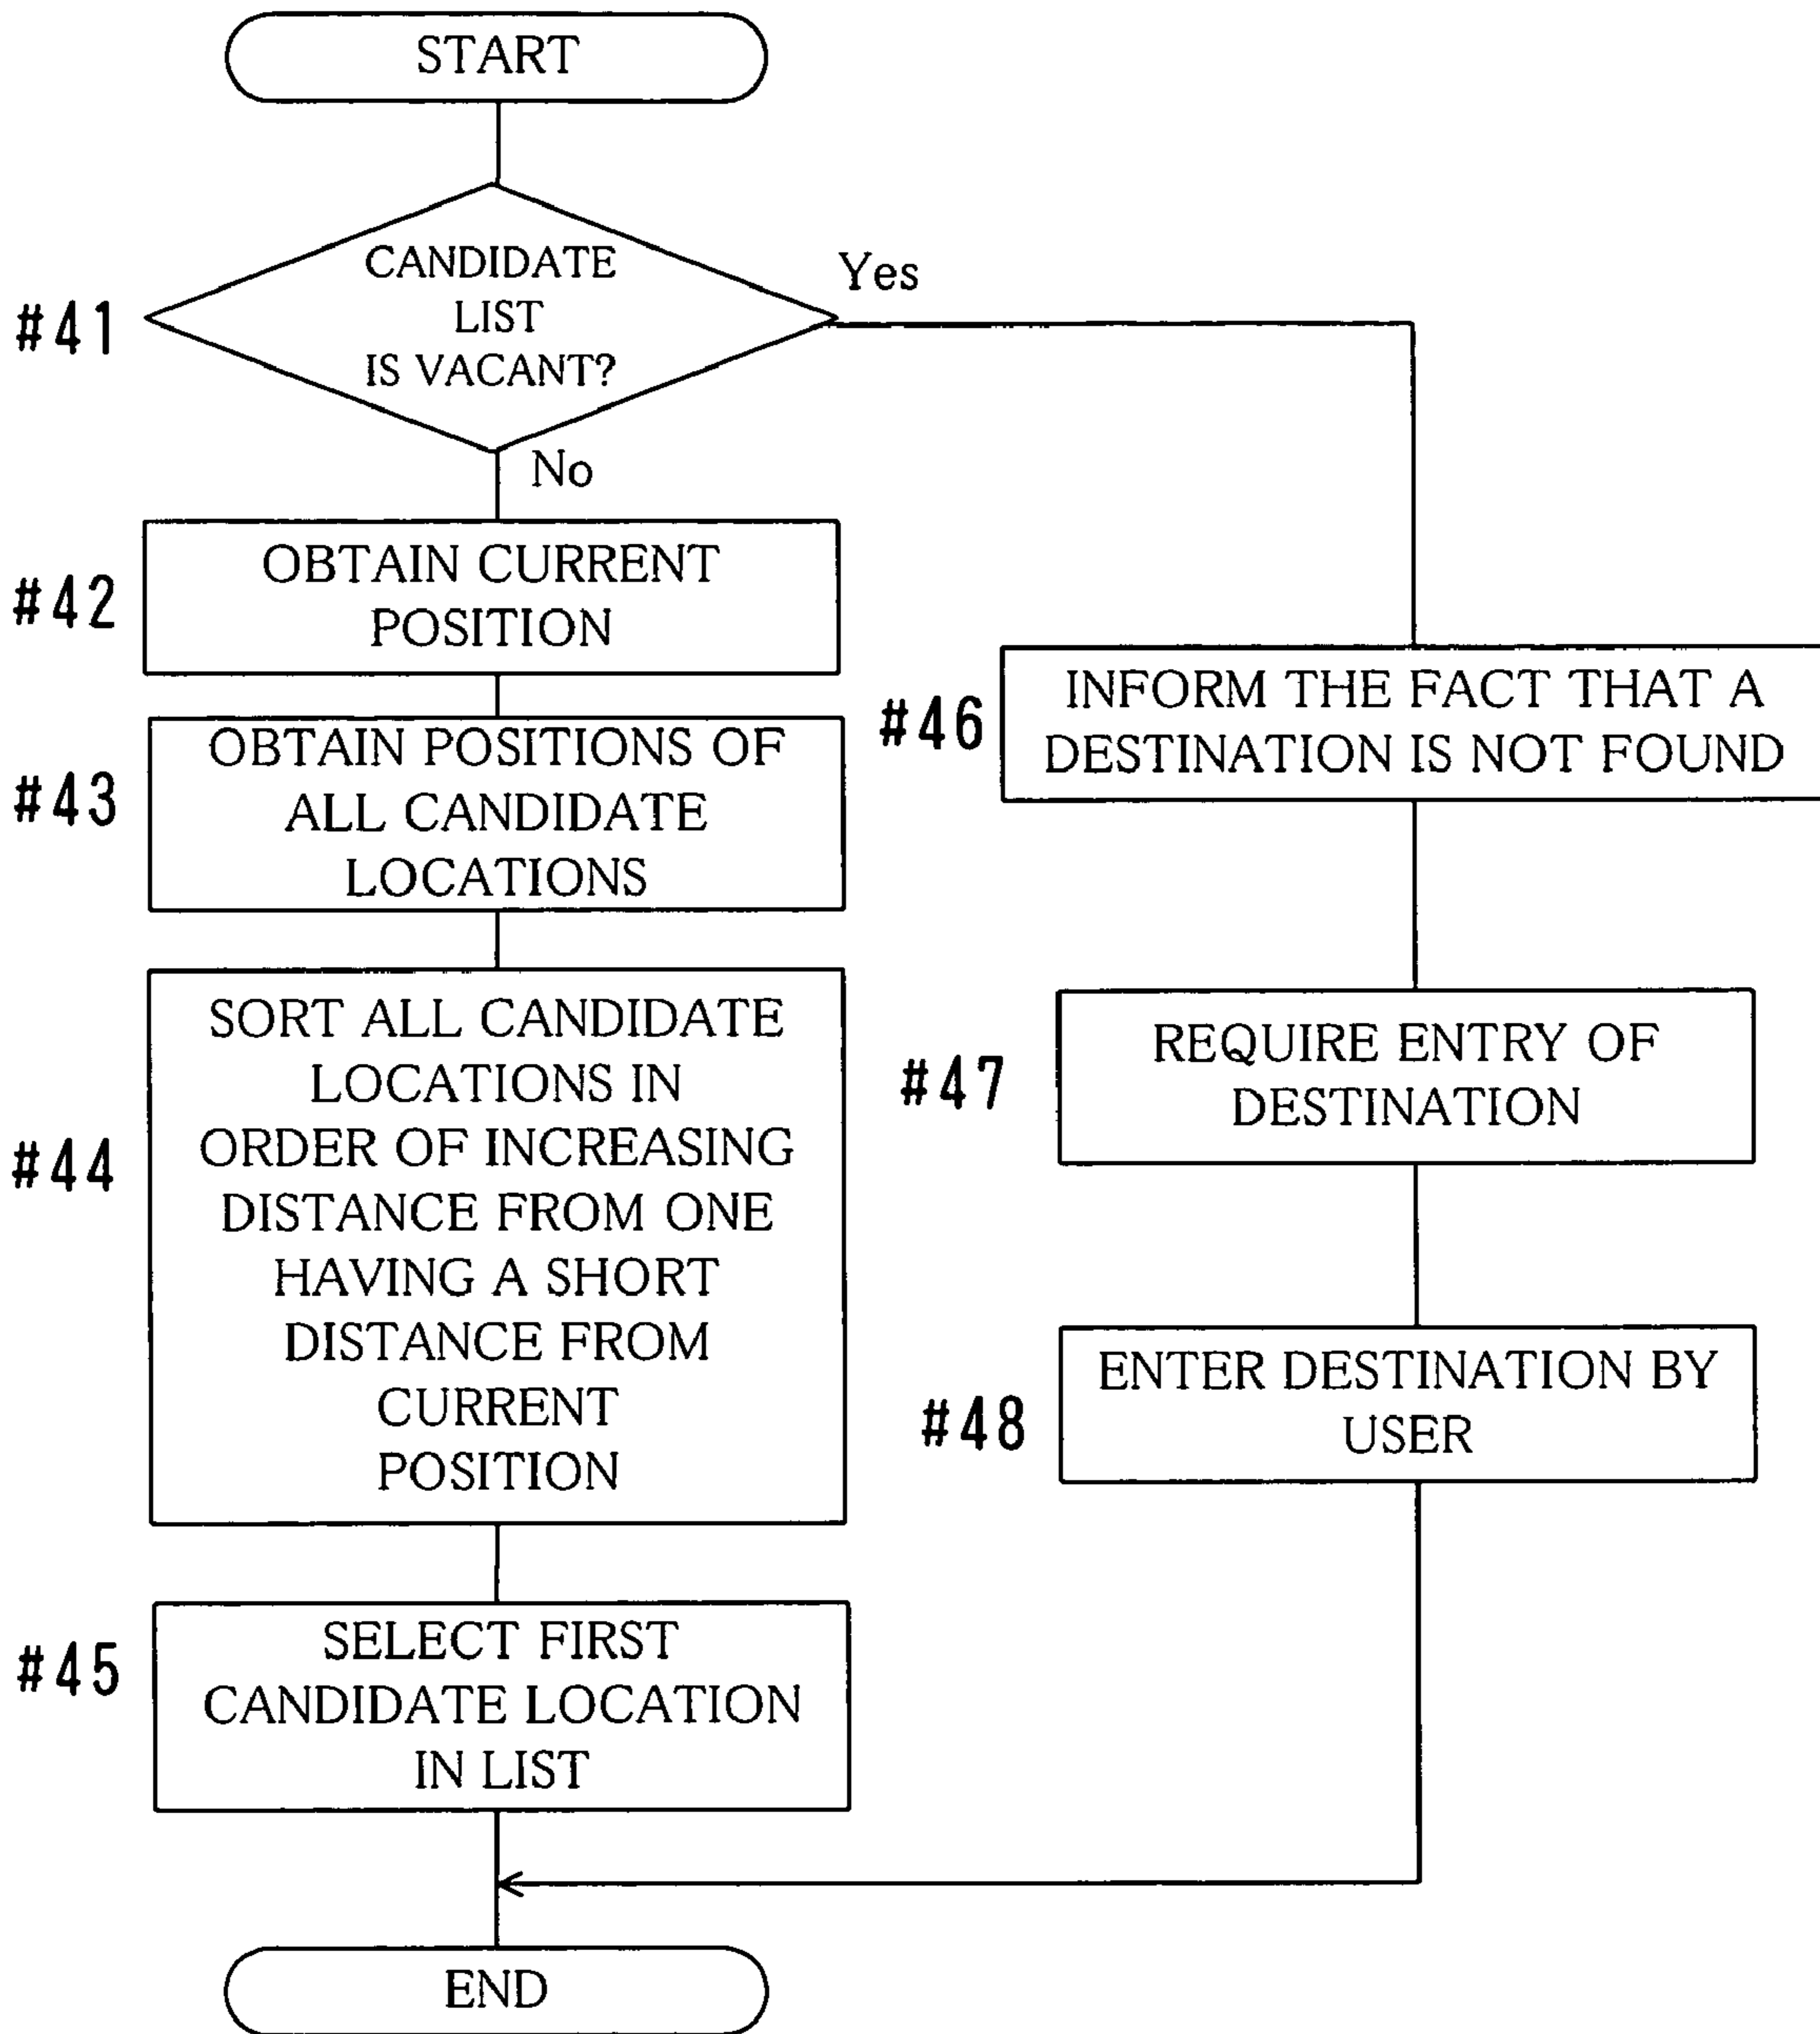 START
#41
CANDIDATE
LIST
IS VACANT?
Yes
No
#42
OBTAIN CURRENT
POSITION
#43
OBTAIN POSITIONS OF
ALL CANDIDATE
LOCATIONS
#44
SORT ALL CANDIDATE
LOCATIONS IN
ORDER OF INCREASING
DISTANCE FROM ONE
HAVING A SHORT
DISTANCE FROM
CURRENT
POSITION
#45
SELECT FIRST
CANDIDATE LOCATION
IN LIST
#46
INFORM THE FACT THAT A
DESTINATION IS NOT FOUND
#47
REQUIRE ENTRY OF
DESTINATION
#48
ENTER DESTINATION BY
USER
END